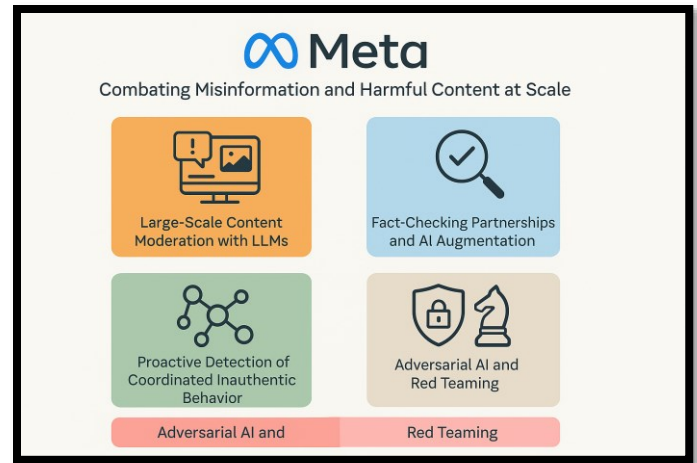 Meta
Combating Misinformation and Harmful Content at Scale
!
Large-Scale Content
Moderation with LLMs
Fact-Checking Partnerships
and AI Augmentation
Proactive Detection of
Coordinated Inauthentic
Behavior
Adversarial AI and
Red Teaming
Adversarial AI and
Red Teaming